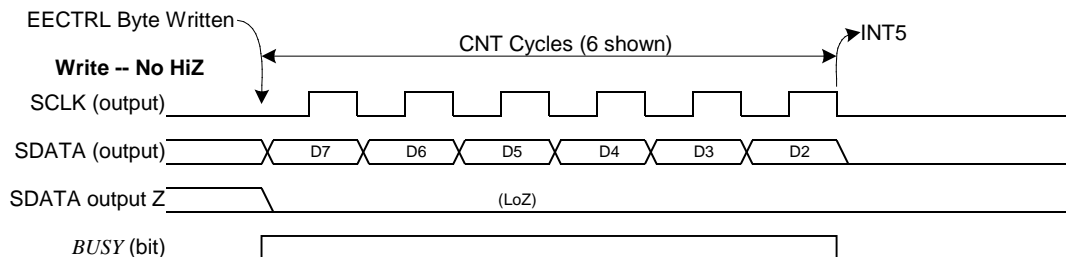 EECTRL Byte Written
INT5
CNT Cycles (6 shown)
Write -- No HiZ
SCLK (output)
SDATA (output) D7 D6 D5 D4 D3 D2
SDATA output Z (LoZ)
BUSY (bit)